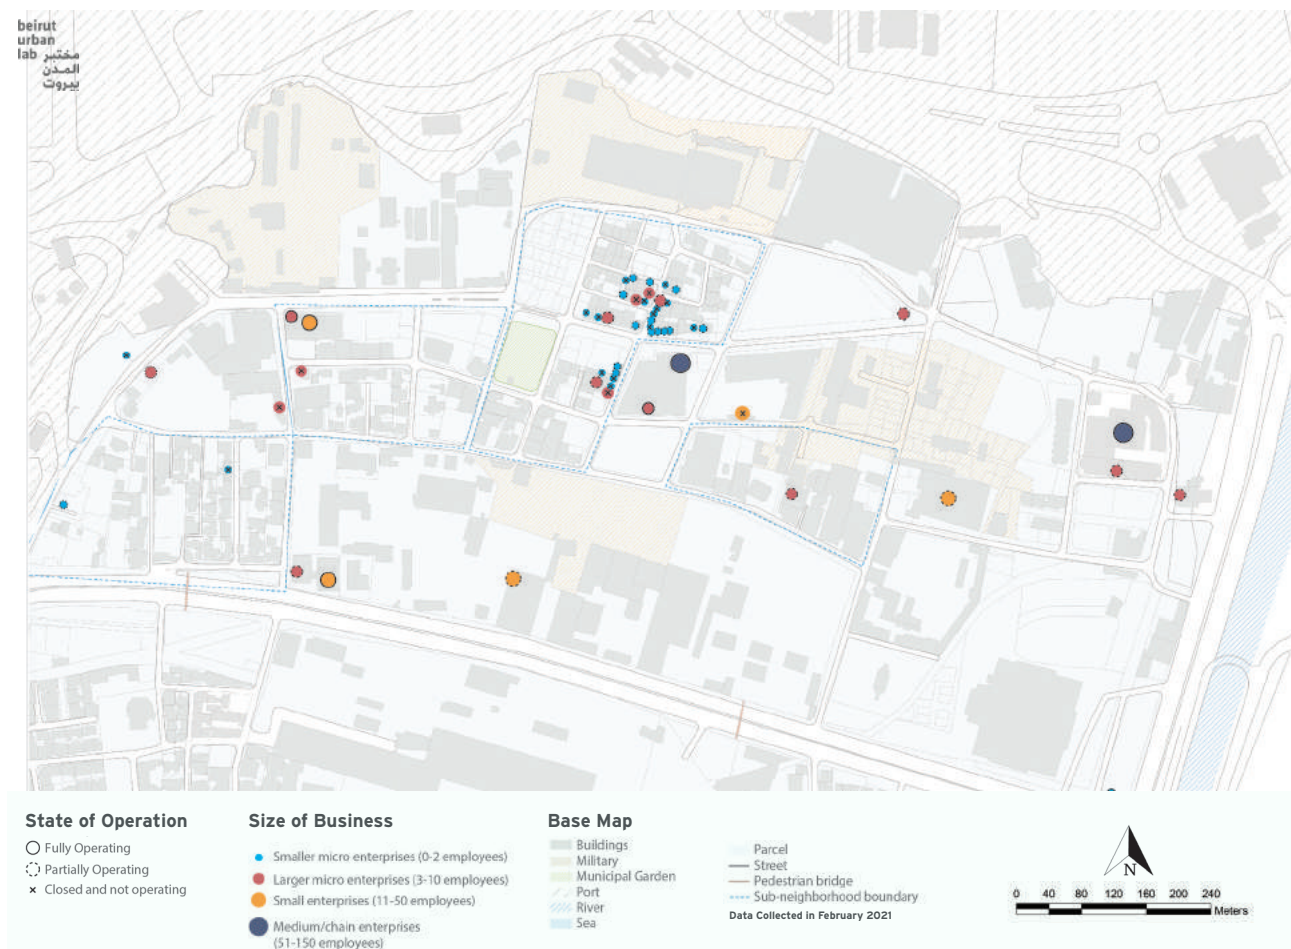 beirut
urban
lab مختبر
المدن
بيروت
State of Operation
Fully Operating
Partially Operating
Closed and not operating
Size of Business
Smaller micro enterprises (0-2 employees)
Larger micro enterprises (3-10 employees)
Small enterprises (11-50 employees)
Medium/chain enterprises
(51-150 employees)
Base Map
Buildings
Military
Municipal Garden
Port
River
Sea
Parcel
Street
Pedestrian bridge
Sub-neighborhood boundary
Data Collected in February 2021
N
0 40 80 120 160 200 240
Meters